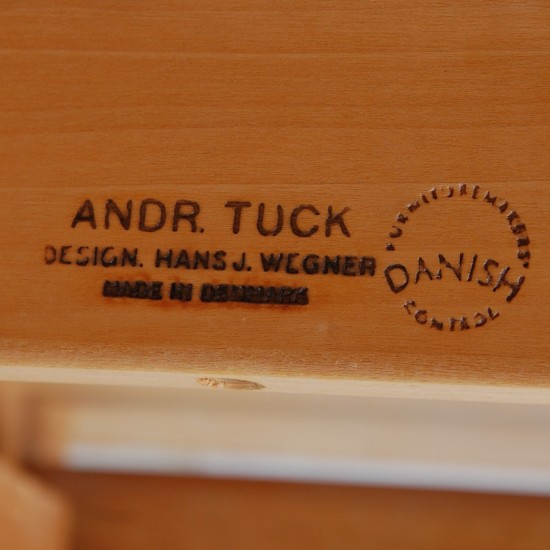 ANDR. TUCK
DESIGN. HANS J. WEGNER
MADE IN DENMARK
FURNITUREMAKERS'
DANISH
CONTROL